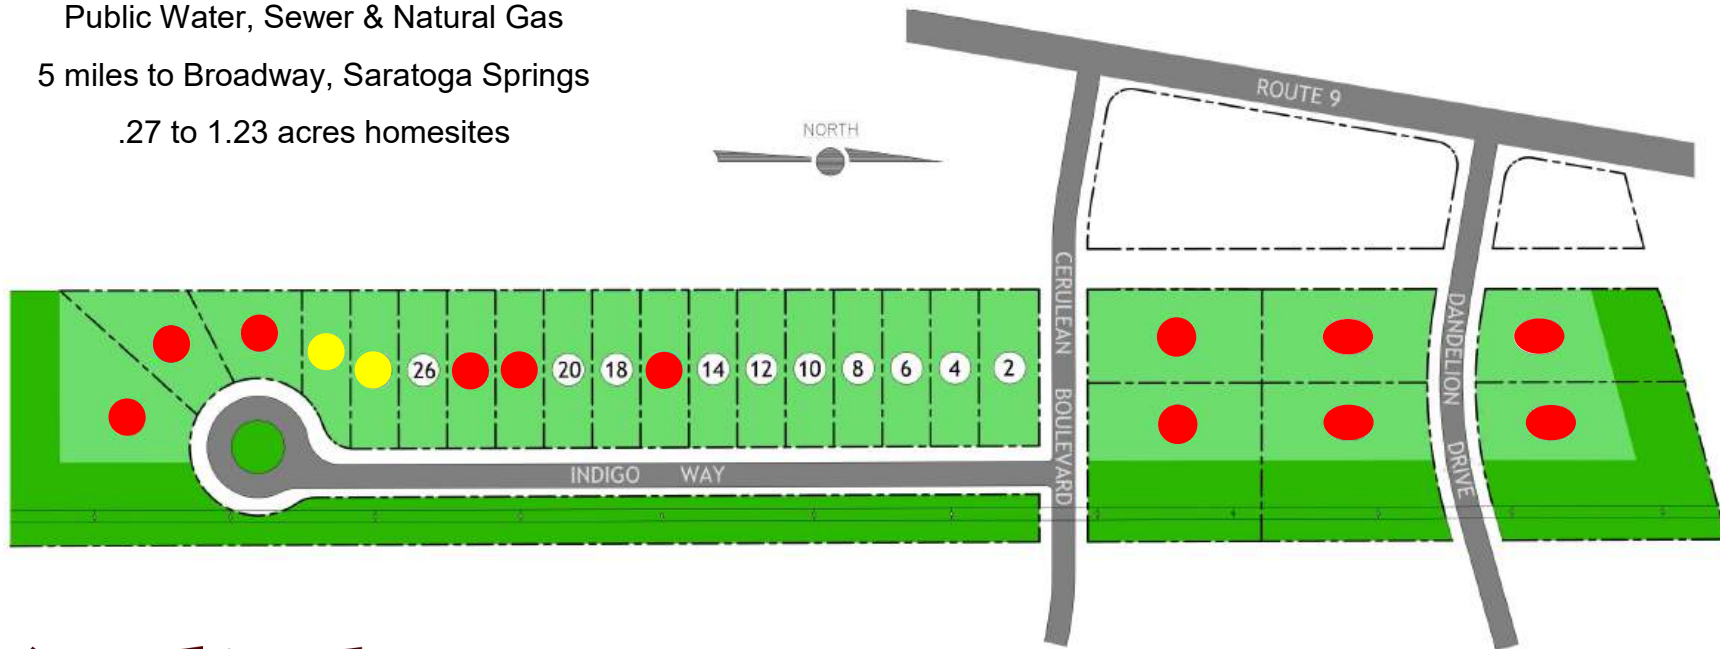 Public Water, Sewer & Natural Gas
5 miles to Broadway, Saratoga Springs
.27 to 1.23 acres homesites
NORTH
ROUTE 9
CERULEAN BOULEVARD
DANDELION DRIVE
26
20
18
14
12
10
8
6
4
2
INDIGO WAY